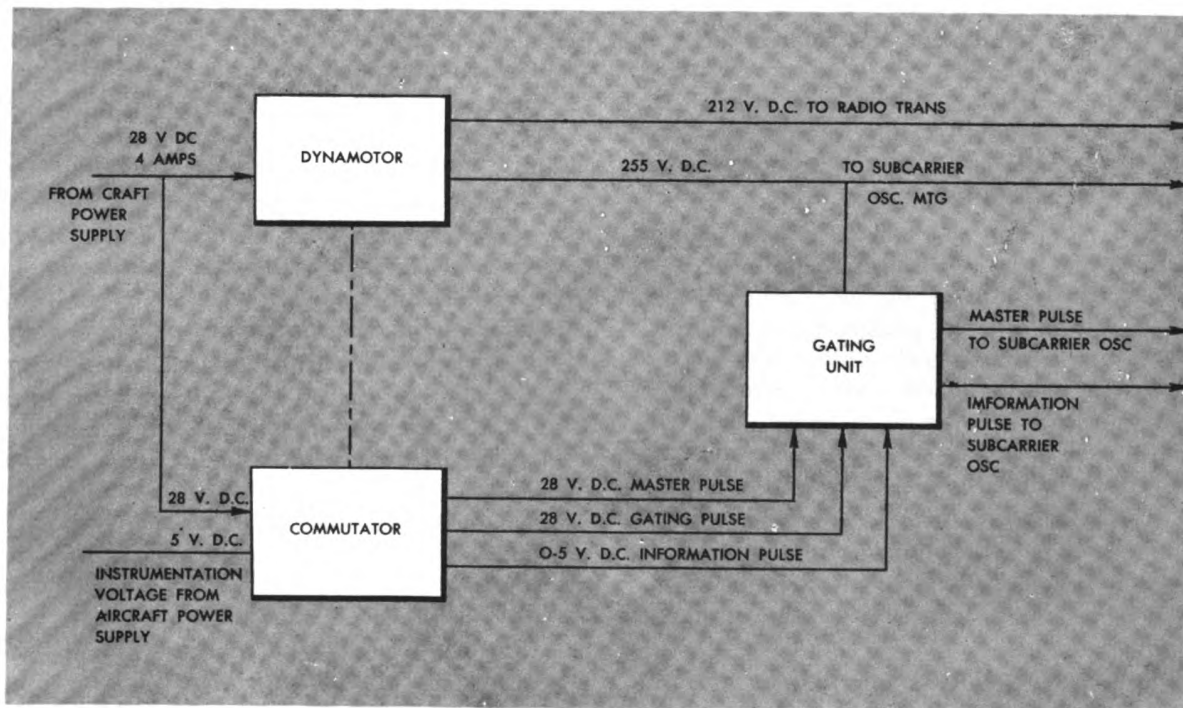 212 V. D.C. TO RADIO TRANS
28 V DC
4 AMPS
DYNAMOTOR
255 V. D.C.
TO SUBCARRIER
OSC. MTG
FROM CRAFT
POWER
SUPPLY
GATING
UNIT
MASTER PULSE
TO SUBCARRIER OSC
IMFORMATION
PULSE TO
SUBCARRIER
OSC
28 V. D.C.
COMMUTATOR
5 V. D.C.
INSTRUMENTATION
VOLTAGE FROM
AIRCRAFT POWER
SUPPLY
28 V. D.C. MASTER PULSE
28 V. D.C. GATING PULSE
O-5 V. D.C. INFORMATION PULSE